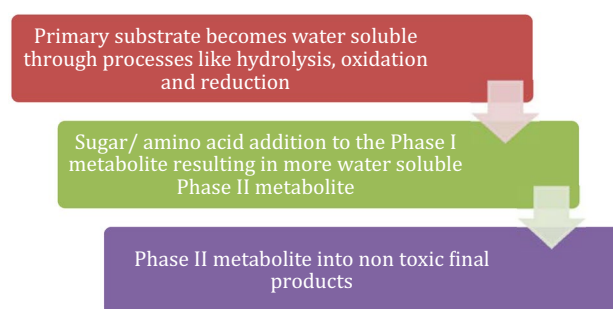 Primary substrate becomes water soluble
through processes like hydrolysis, oxidation
and reduction
Sugar/ amino acid addition to the Phase I
metabolite resulting in more water soluble
Phase II metabolite
Phase II metabolite into non toxic final
products